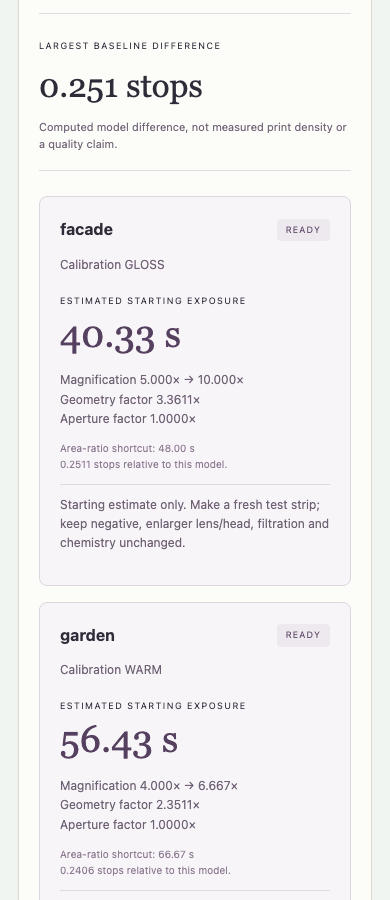 LARGEST BASELINE DIFFERENCE
0.251 stops
Computed model difference, not measured print density or
a quality claim.
facade
READY
Calibration GLOSS
ESTIMATED STARTING EXPOSURE
40.33 s
Magnification 5.000× → 10.000×
Geometry factor 3.3611×
Aperture factor 1.0000×
Area-ratio shortcut: 48.00 s
0.2511 stops relative to this model.
Starting estimate only. Make a fresh test strip;
keep negative, enlarger lens/head, filtration and
chemistry unchanged.
garden
READY
Calibration WARM
ESTIMATED STARTING EXPOSURE
56.43 s
Magnification 4.000× → 6.667×
Geometry factor 2.3511×
Aperture factor 1.0000×
Area-ratio shortcut: 66.67 s
0.2406 stops relative to this model.